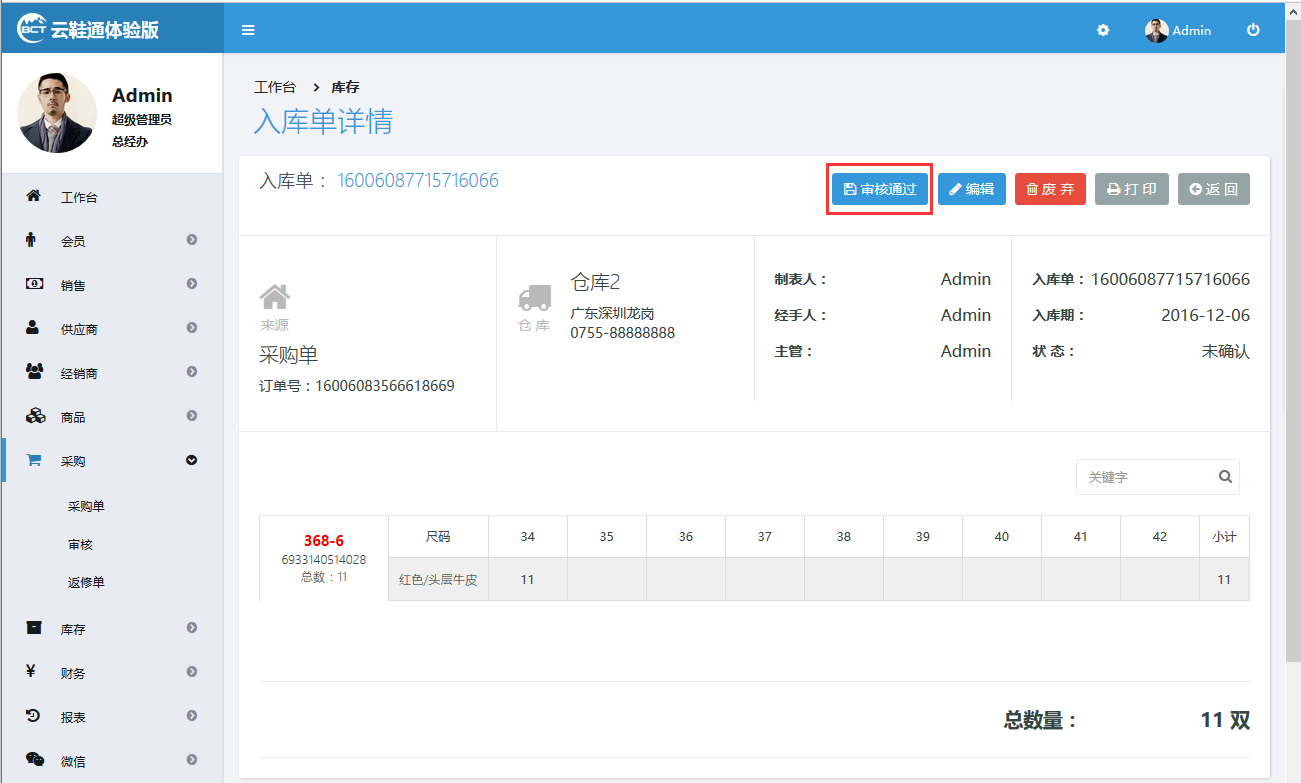 BCT 云鞋通体验版
Admin
Admin
超级管理员
总经办
工作台
会员
销售
供应商
经销商
商品
采购
采购单
审核
返修单
库存
财务
报表
微信
工作台 库存
入库单详情
入库单： 16006087715716066
审核通过 编辑 废 弃 打 印 返 回
来源
采购单
订单号：16006083566618669
仓 库
仓库2
广东深圳龙岗
0755-88888888
制表人： Admin
经手人： Admin
主管： Admin
入库单：16006087715716066
入库期： 2016-12-06
状 态： 未确认
关键字
368-6
6933140514028
总数：11
尺码 34 35 36 37 38 39 40 41 42 小计
红色/头层牛皮 11 11
总数量： 11 双